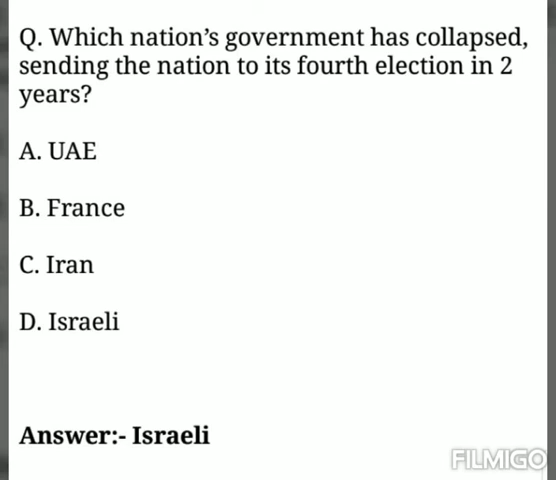 Q. Which nation’s government has collapsed,
sending the nation to its fourth election in 2
years?
A. UAE
B. France
C. Iran
D. Israeli
Answer:- Israeli
FILMIGO